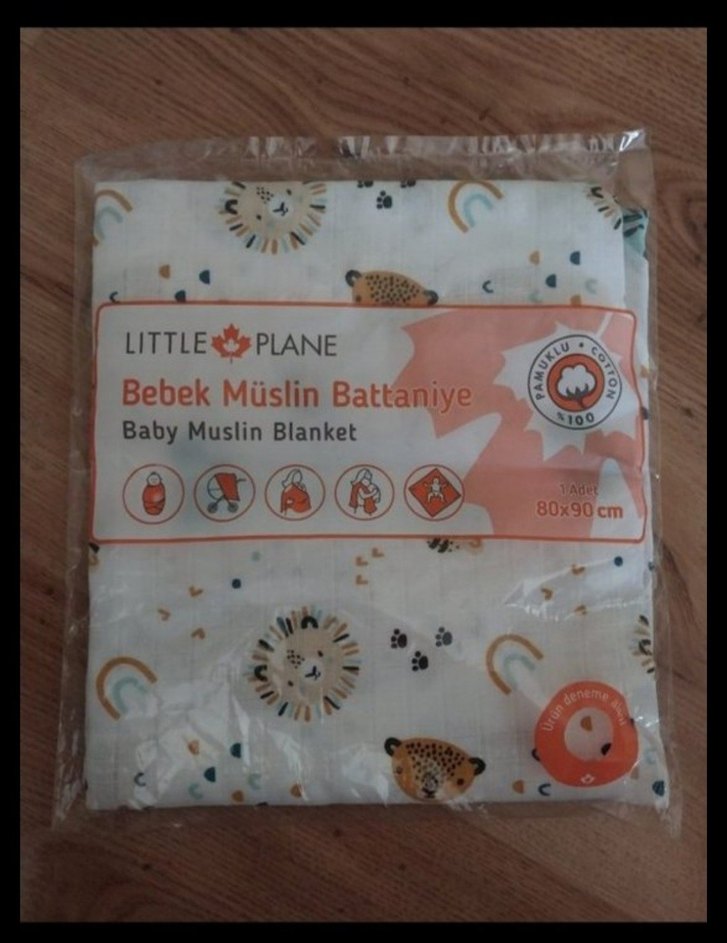 LITTLE PLANE
Bebek Müslin Battaniye
Baby Muslin Blanket
PAMUKLU • COTTON
%100
1 Adet
80x90 cm
Ürün deneme alanı